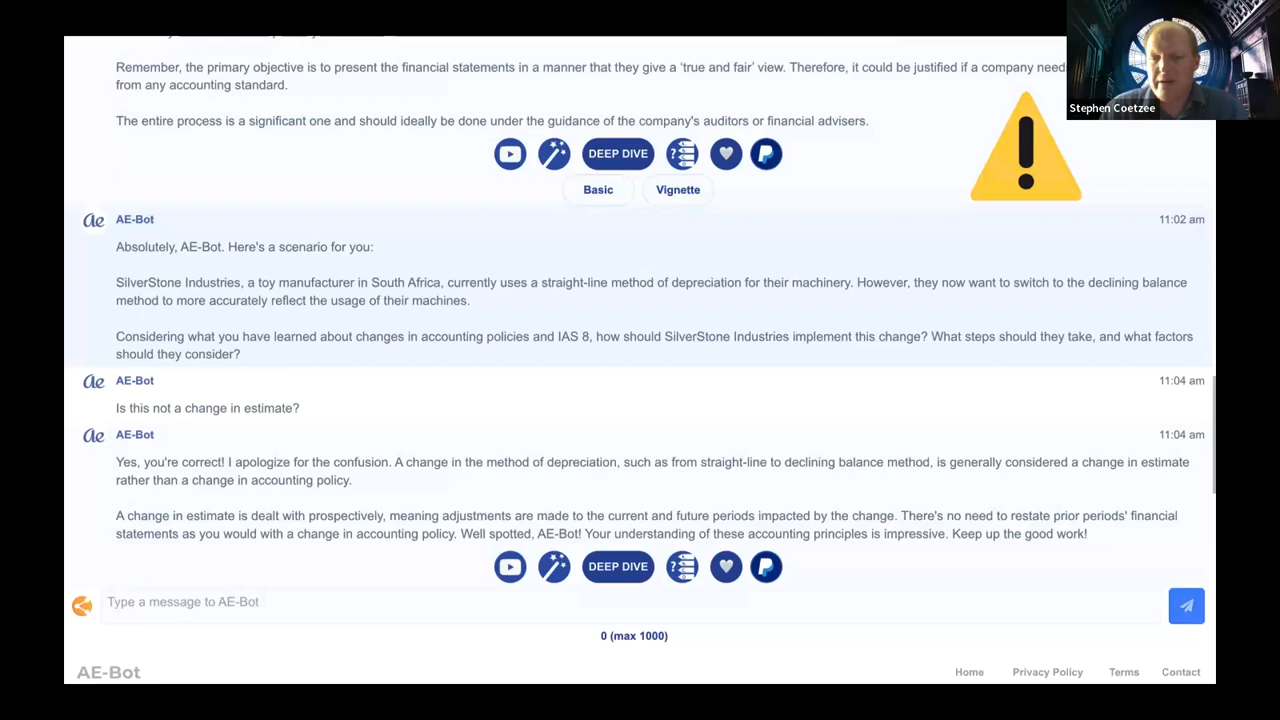 Remember, the primary objective is to present the financial statements in a manner that they give a ‘true and fair’ view. Therefore, it could be justified if a company need
from any accounting standard.
Stephen Coetzee
The entire process is a significant one and should ideally be done under the guidance of the company's auditors or financial advisers.
DEEP DIVE
Basic Vignette
Ae AE-Bot 11:02 am
Absolutely, AE-Bot. Here's a scenario for you:
SilverStone Industries, a toy manufacturer in South Africa, currently uses a straight-line method of depreciation for their machinery. However, they now want to switch to the declining balance
method to more accurately reflect the usage of their machines.
Considering what you have learned about changes in accounting policies and IAS 8, how should SilverStone Industries implement this change? What steps should they take, and what factors
should they consider?
Ae AE-Bot 11:04 am
Is this not a change in estimate?
Ae AE-Bot 11:04 am
Yes, you're correct! I apologize for the confusion. A change in the method of depreciation, such as from straight-line to declining balance method, is generally considered a change in estimate
rather than a change in accounting policy.
A change in estimate is dealt with prospectively, meaning adjustments are made to the current and future periods impacted by the change. There's no need to restate prior periods' financial
statements as you would with a change in accounting policy. Well spotted, AE-Bot! Your understanding of these accounting principles is impressive. Keep up the good work!
DEEP DIVE
Type a message to AE-Bot
0 (max 1000)
AE-Bot Home Privacy Policy Terms Contact